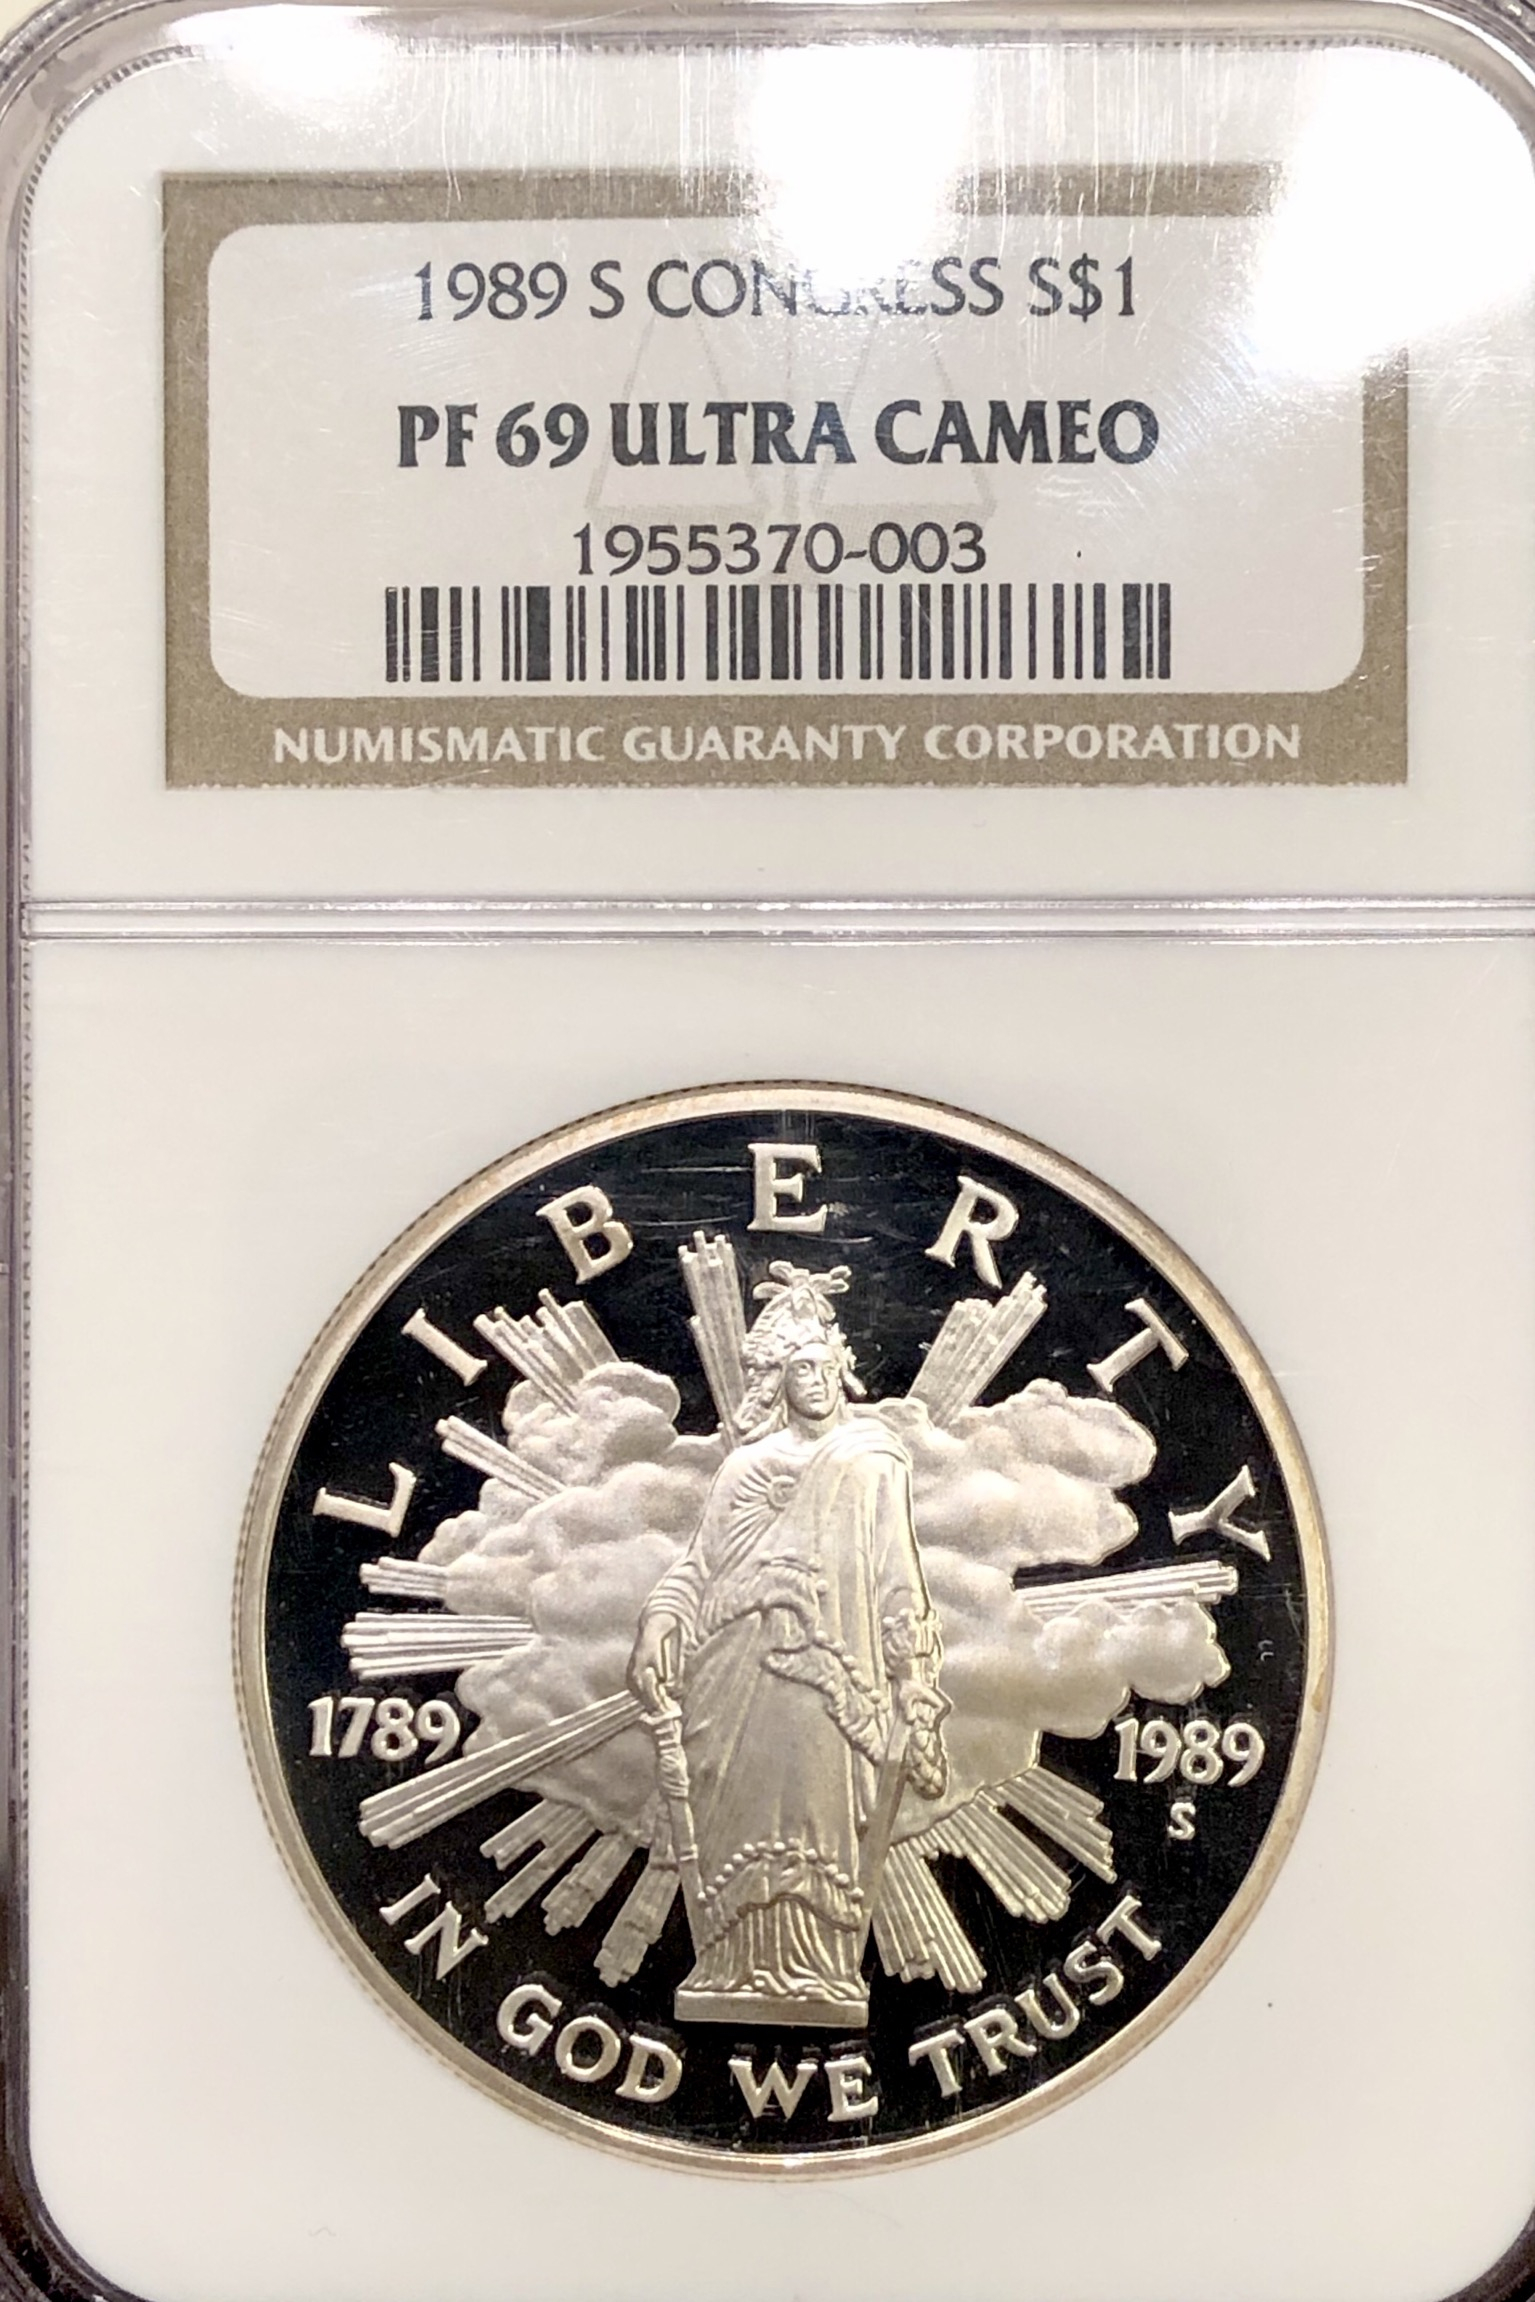 1989 S CONGRESS S$1
PF 69 ULTRA CAMEO
1955370-003
NUMISMATIC GUARANTY CORPORATION
LIBERTY
1789
1989
S
IN GOD WE TRUST